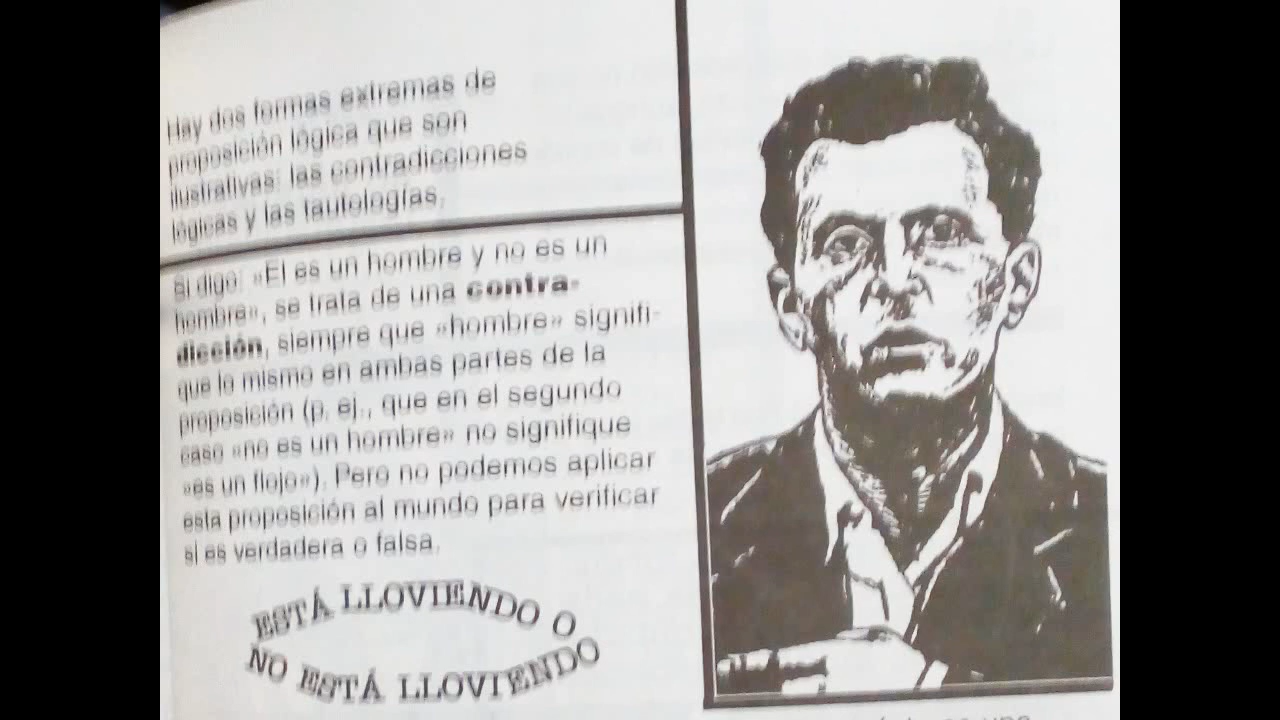 Hay dos formas extremas de
proposición lógica que son
ilustrativas: las contradicciones
lógicas y las tautologías.
Si digo: «El es un hombre y no es un
hombre», se trata de una contra-
dicción, siempre que «hombre» signifi-
que lo mismo en ambas partes de la
proposición (p. ej., que en el segundo
caso «no es un hombre» no signifique
«es un flojo»). Pero no podemos aplicar
esta proposición al mundo para verificar
si es verdadera o falsa.
ESTÁ LLOVIENDO O
NO ESTÁ LLOVIENDO